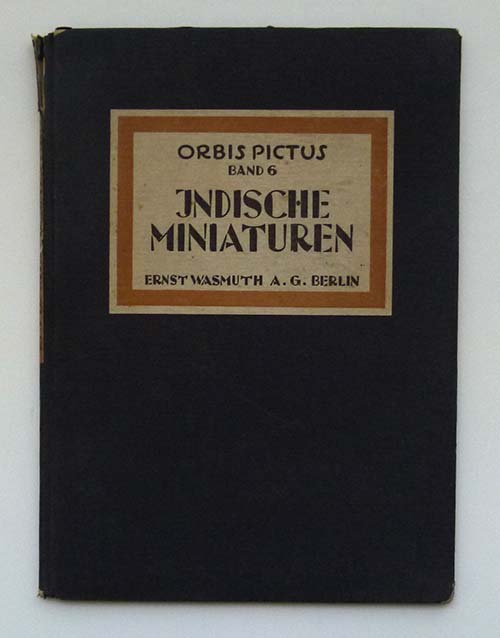 ORBIS PICTUS
BAND 6
INDISCHE
MINIATUREN
ERNST WASMUTH A. G. BERLIN